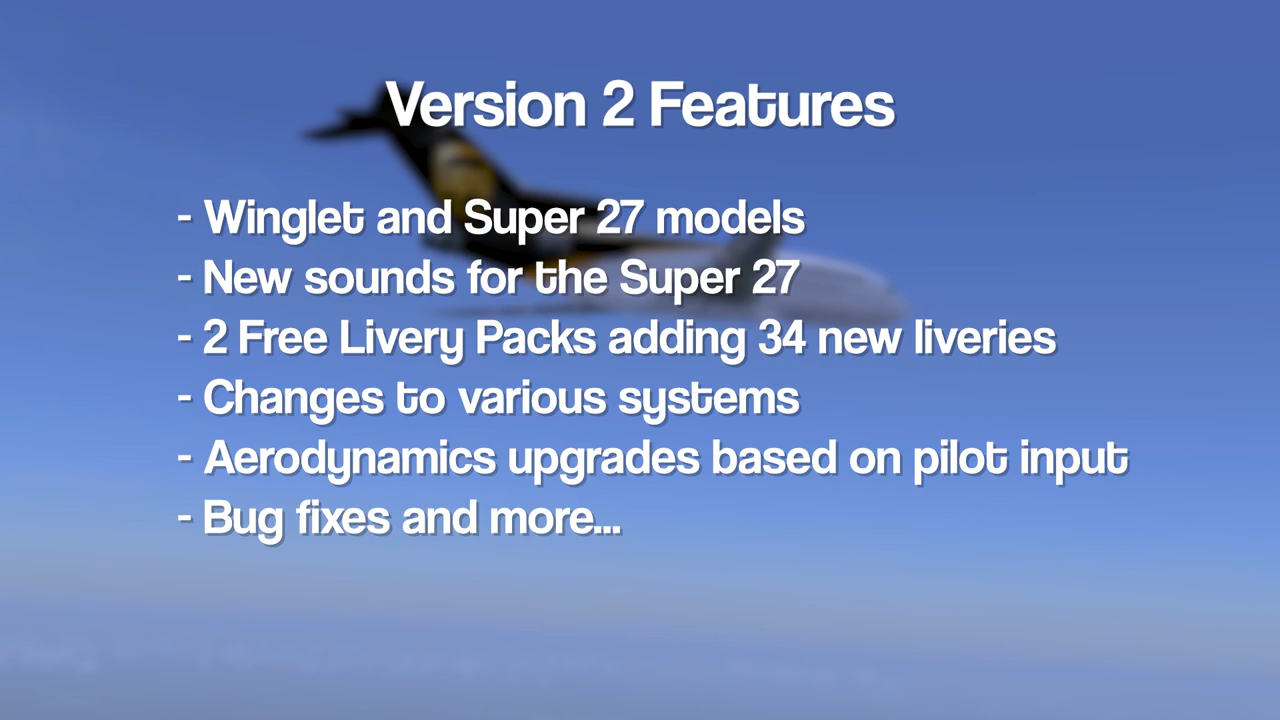 Version 2 Features
- Winglet and Super 27 models
- New sounds for the Super 27
- 2 Free Livery Packs adding 34 new liveries
- Changes to various systems
- Aerodynamics upgrades based on pilot input
- Bug fixes and more...